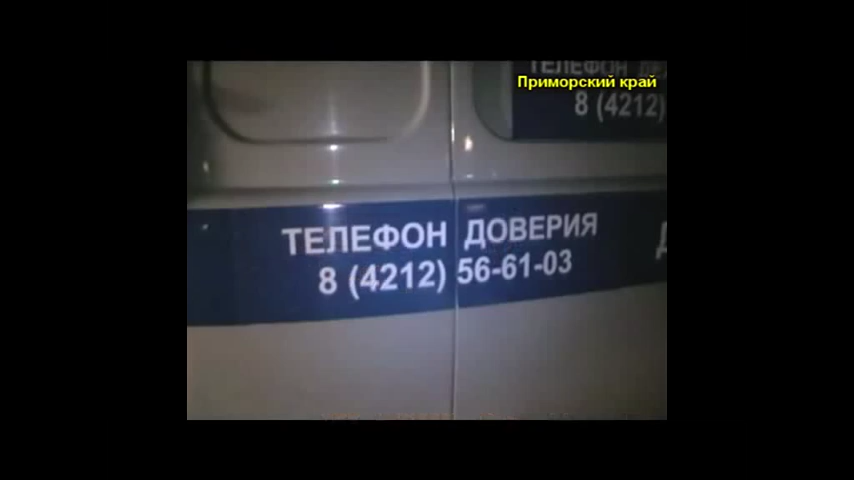 ТЕЛЕФОН
Приморский край
8 (4212)
ТЕЛЕФОН ДОВЕРИЯ
8 (4212) 56-61-03